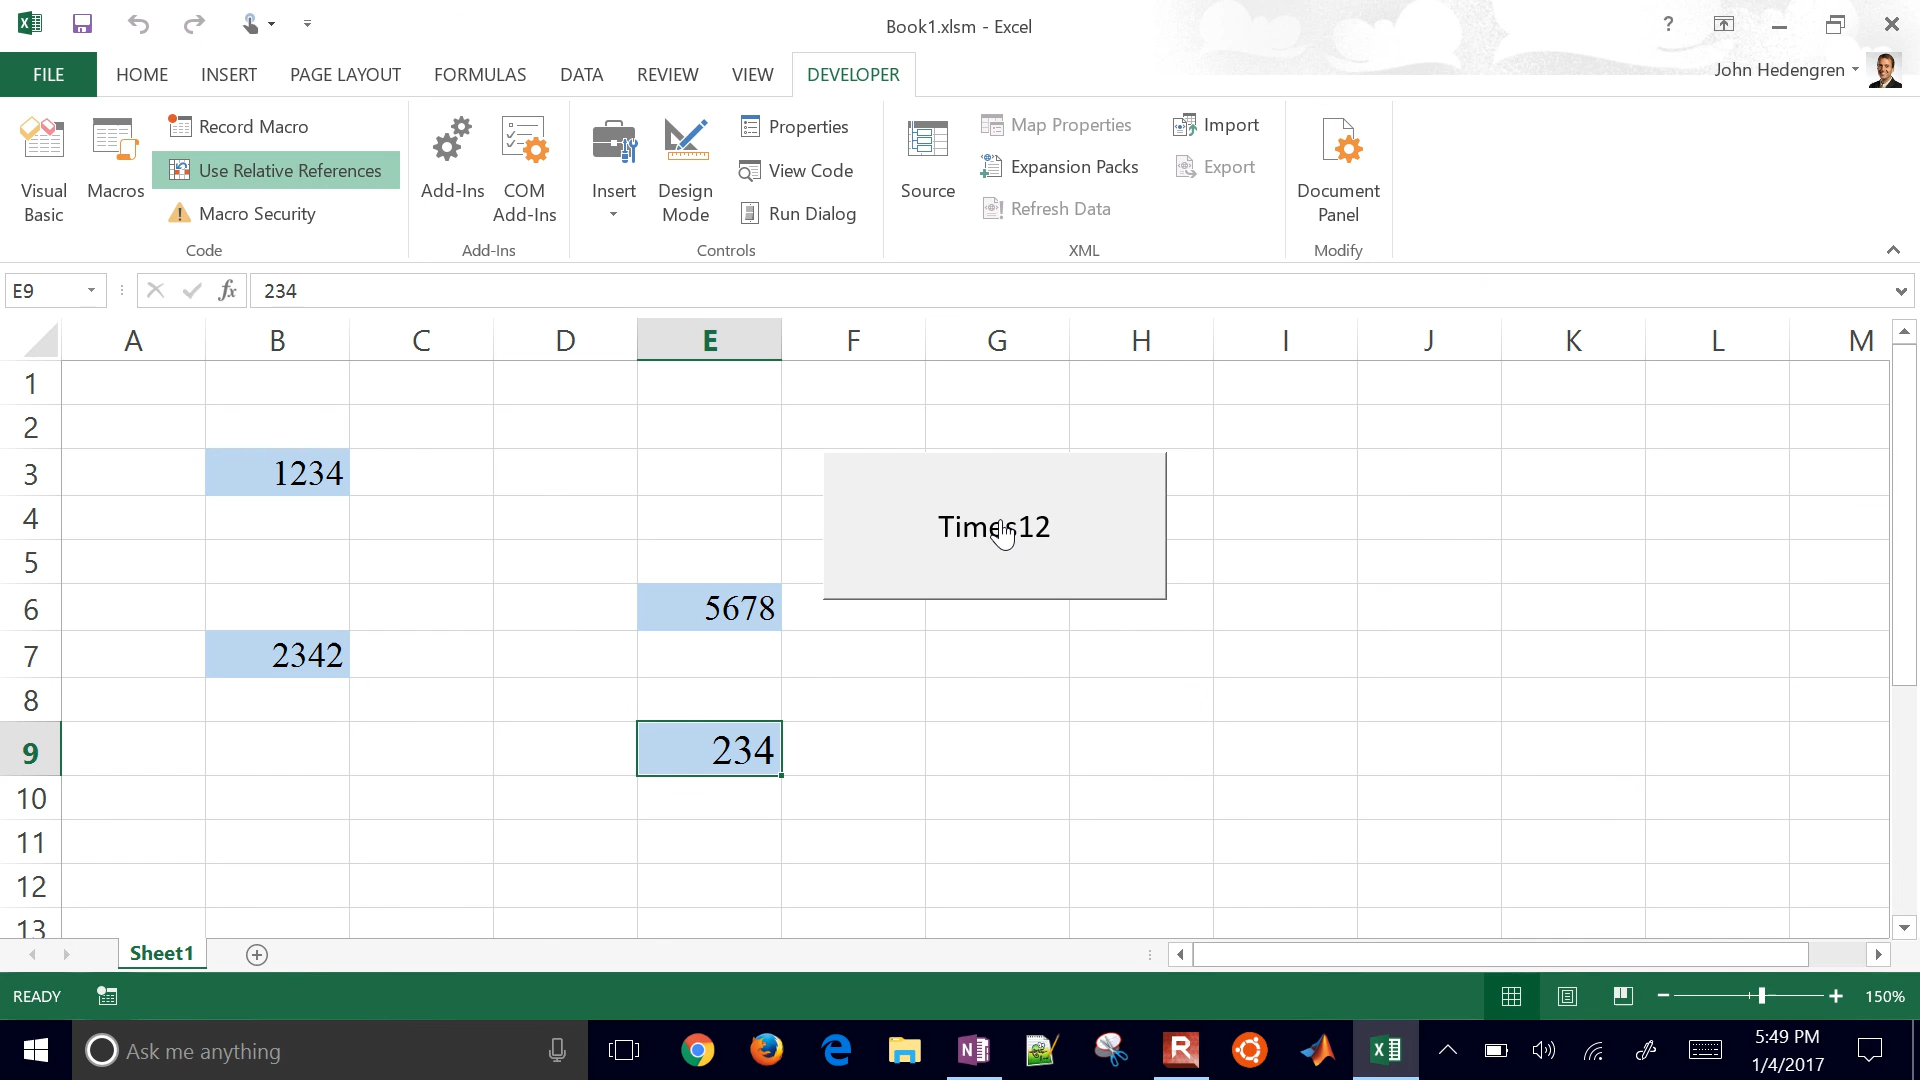 Book1.xlsm - Excel
?
FILE HOME INSERT PAGE LAYOUT FORMULAS DATA REVIEW VIEW DEVELOPER
John Hedengren
Visual Basic
Macros
Record Macro
Use Relative References
Macro Security
Code
Add-Ins
COM Add-Ins
Add-Ins
Insert
Design Mode
Properties
View Code
Run Dialog
Controls
Source
Map Properties
Expansion Packs
Refresh Data
Import
Export
XML
Document Panel
Modify
E9
fx
234
A B C D E F G H I J K L M
1
2
3 1234
Times12
4
5
6 5678
7 2342
8
9 234
10
11
12
13
Sheet1
READY
150%
Ask me anything
5:49 PM
1/4/2017